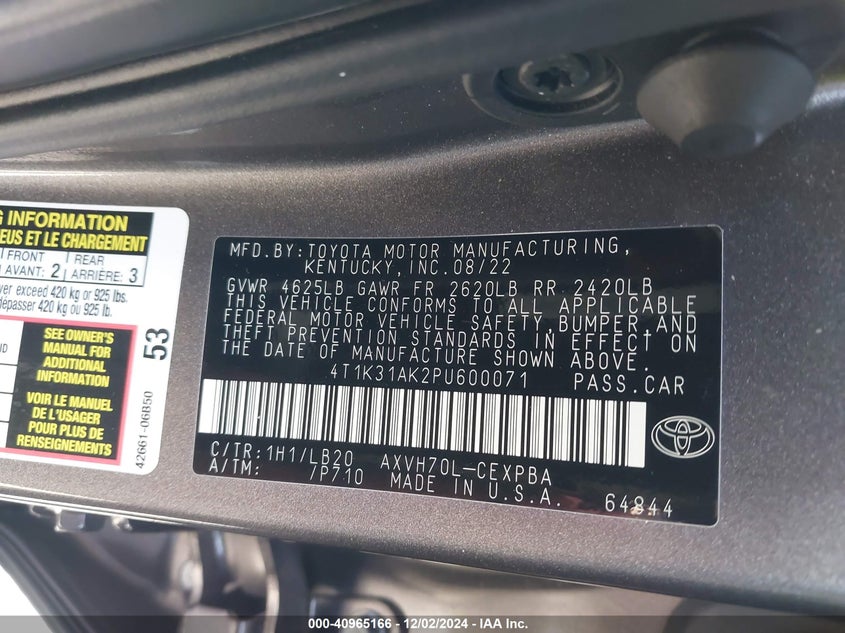 G INFORMATION
EUS ET LE CHARGEMENT
FRONT
AVANT: 2
REAR
ARRIÈRE: 3
ver exceed 420 kg or 925 lbs.
dépasser 420 kg ou 925 lb.
SEE OWNER'S
MANUAL FOR
ADDITIONAL
INFORMATION
VOIR LE MANUEL
DE L'USAGER
POUR PLUS DE
RENSEIGNEMENTS
53
42661-06B50
MFD.BY:TOYOTA MOTOR MANUFACTURING,
KENTUCKY,INC.08/22
GVWR 4625LB GAWR FR 2620LB RR 2420LB
THIS VEHICLE CONFORMS TO ALL APPLICABLE
FEDERAL MOTOR VEHICLE SAFETY,BUMPER,AND
THEFT PREVENTION STANDARDS IN EFFECT ON
THE DATE OF MANUFACTURE SHOWN ABOVE.
4T1K31AK2PU600071 PASS.CAR
C/TR:1H1/LB20 AXVH70L-CEXPBA
A/TM: 7P710 MADE IN U.S.A. 64844
000-40965166 - 12/02/2024 - IAA Inc.